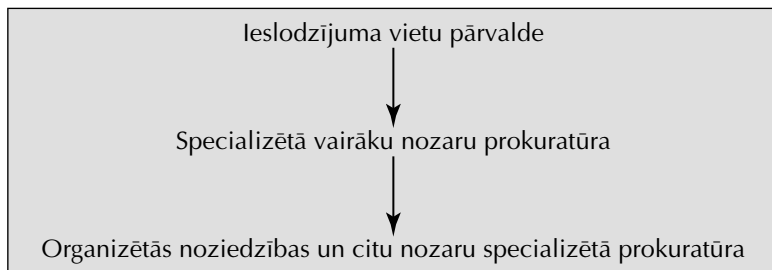 Ieslodzījuma vietu pārvalde
Specializētā vairāku nozaru prokuratūra
Organizētās noziedzības un citu nozaru specializētā prokuratūra